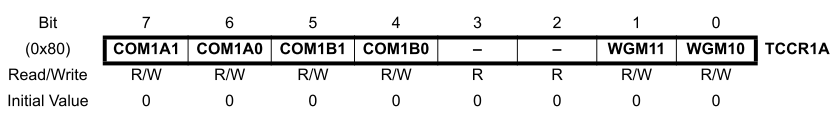 Bit 7 6 5 4 3 2 1 0
(0x80) COM1A1 COM1A0 COM1B1 COM1B0 – – WGM11 WGM10 TCCR1A
Read/Write R/W R/W R/W R/W R R R/W R/W
Initial Value 0 0 0 0 0 0 0 0